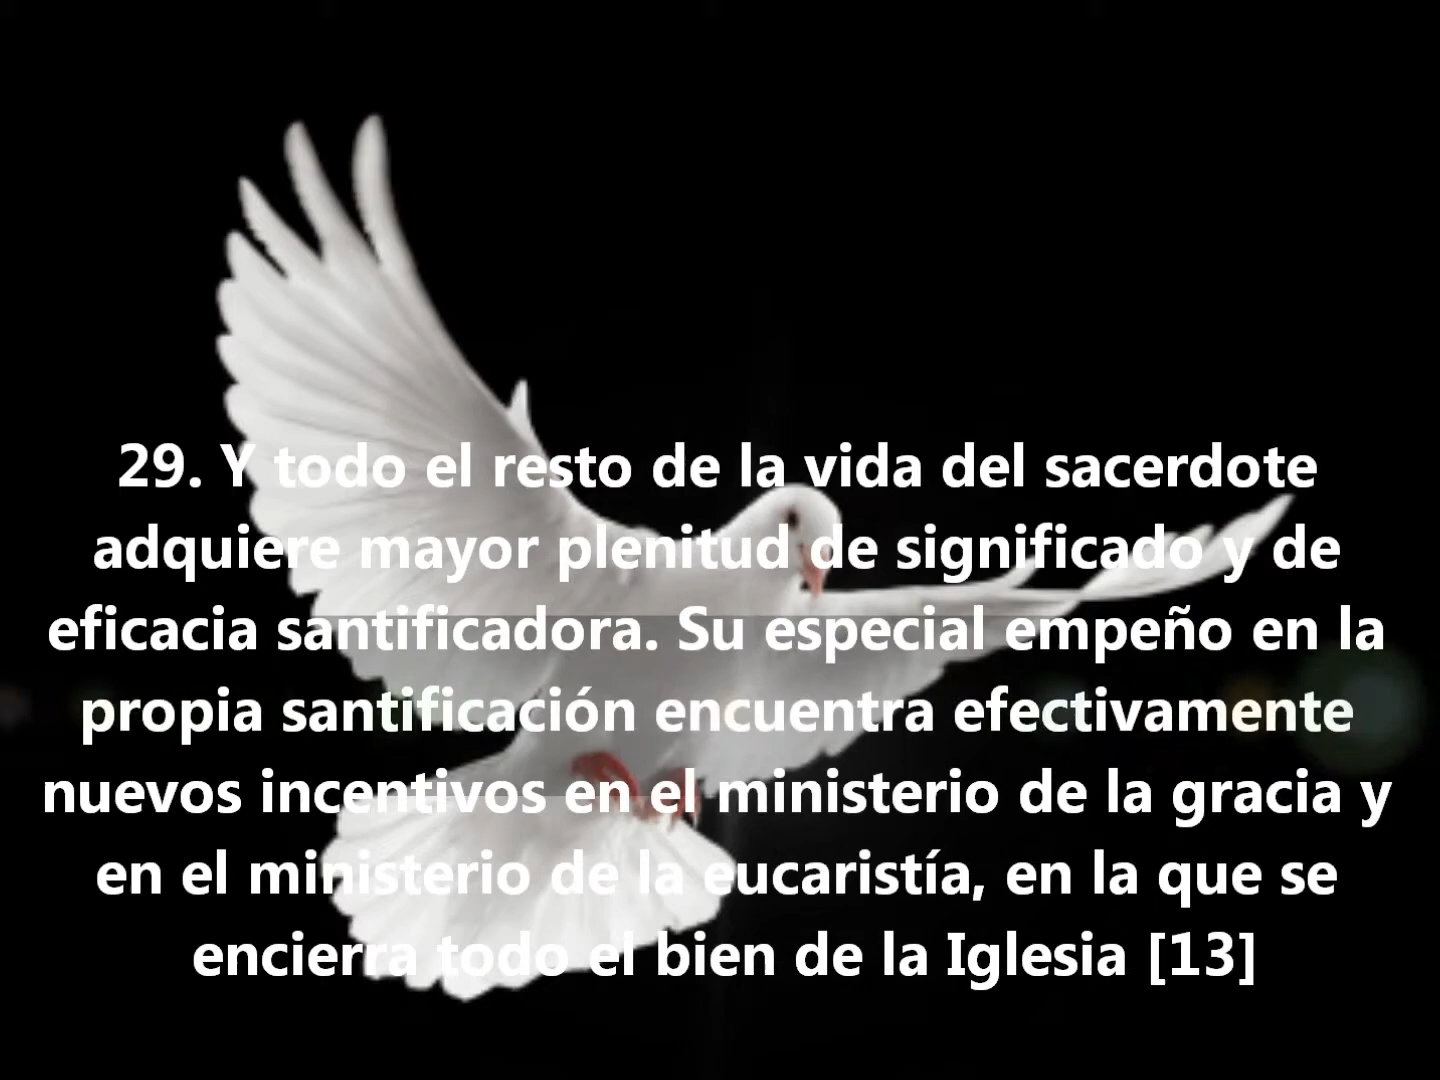 29. Y todo el resto de la vida del sacerdote
adquiere mayor plenitud de significado y de
eficacia santificadora. Su especial empeño en la
propia santificación encuentra efectivamente
nuevos incentivos en el ministerio de la gracia y
en el ministerio de la eucaristía, en la que se
encierra todo el bien de la Iglesia [13]